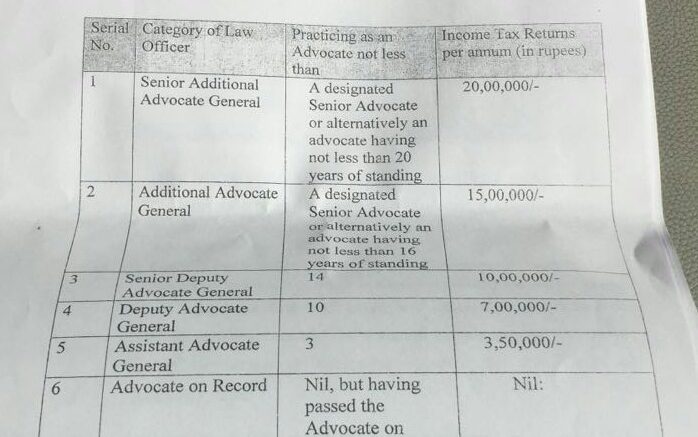 Serial Category of Law Practicing as an Income Tax Returns
No. Officer Advocate not less per annum (in rupees)
than
1 Senior Additional A designated 20,00,000/-
Advocate General Senior Advocate
or alternatively an
advocate having
not less than 20
years of standing
2 Additional Advocate A designated 15,00,000/-
General Senior Advocate
or alternatively an
advocate having
not less than 16
years of standing
3 Senior Deputy 14 10,00,000/-
Advocate General
4 Deputy Advocate 10 7,00,000/-
General
5 Assistant Advocate 3 3,50,000/-
General
6 Advocate on Record Nil, but having Nil:
passed the
Advocate on